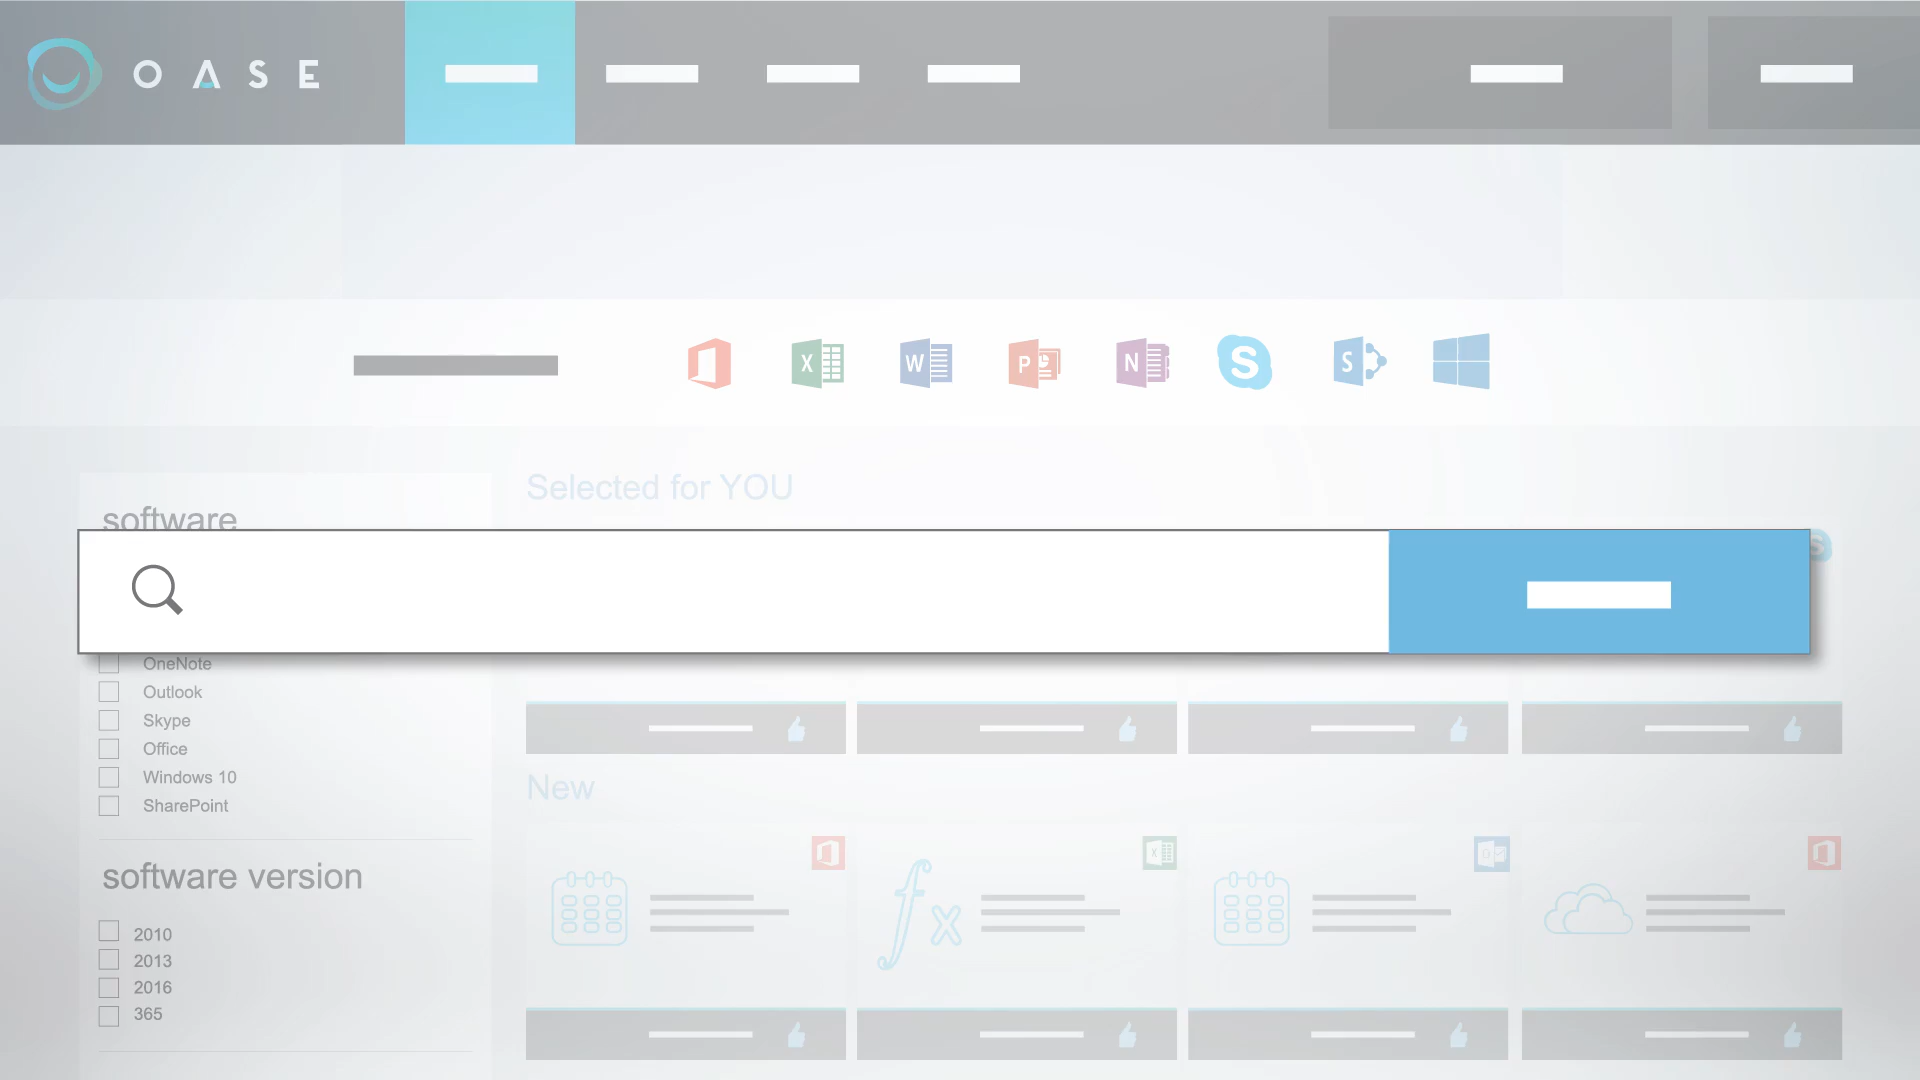 OASE
Selected for YOU
software
OneNote
Outlook
Skype
Office
Windows 10
SharePoint
New
software version
2010
2013
2016
365